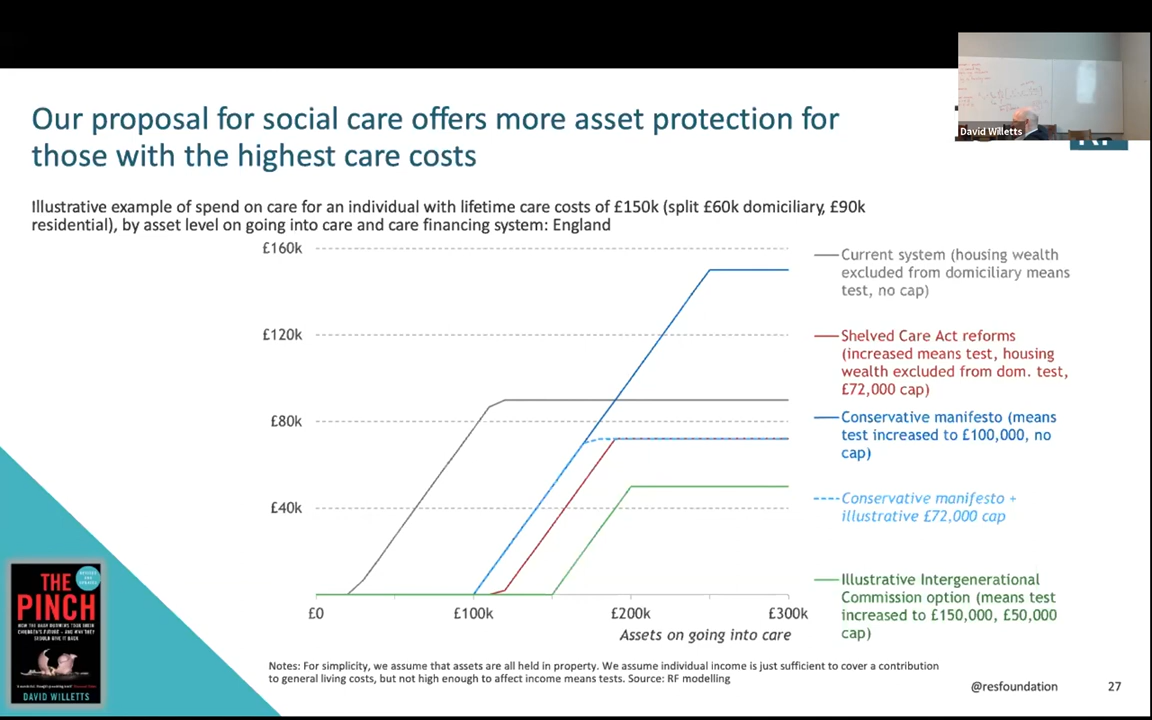 Our proposal for social care offers more asset protection for
those with the highest care costs
David Willetts
Illustrative example of spend on care for an individual with lifetime care costs of £150k (split £60k domiciliary, £90k
residential), by asset level on going into care and care financing system: England
£160k
£120k
£80k
£40k
£0
£100k
£200k
£300k
Assets on going into care
Current system (housing wealth
excluded from domiciliary means
test, no cap)
Shelved Care Act reforms
(increased means test, housing
wealth excluded from dom. test,
£72,000 cap)
Conservative manifesto (means
test increased to £100,000, no
cap)
Conservative manifesto +
illustrative £72,000 cap
Illustrative Intergenerational
Commission option (means test
increased to £150,000, £50,000
cap)
THE
PINCH
HOW THE BABY BOOMERS TOOK THEIR
CHILDREN'S FUTURE - AND WHY THEY
SHOULD GIVE IT BACK
DAVID WILLETTS
Notes: For simplicity, we assume that assets are all held in property. We assume individual income is just sufficient to cover a contribution
to general living costs, but not high enough to affect income means tests. Source: RF modelling
@resfoundation
27